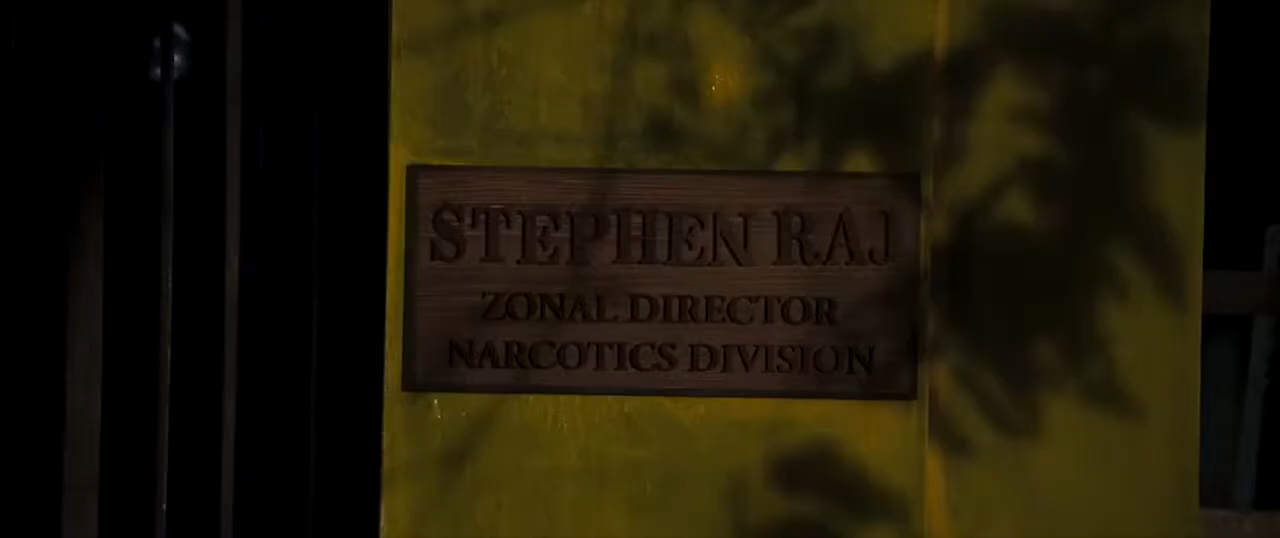 STEPHEN RAJ
ZONAL DIRECTOR
NARCOTICS DIVISION